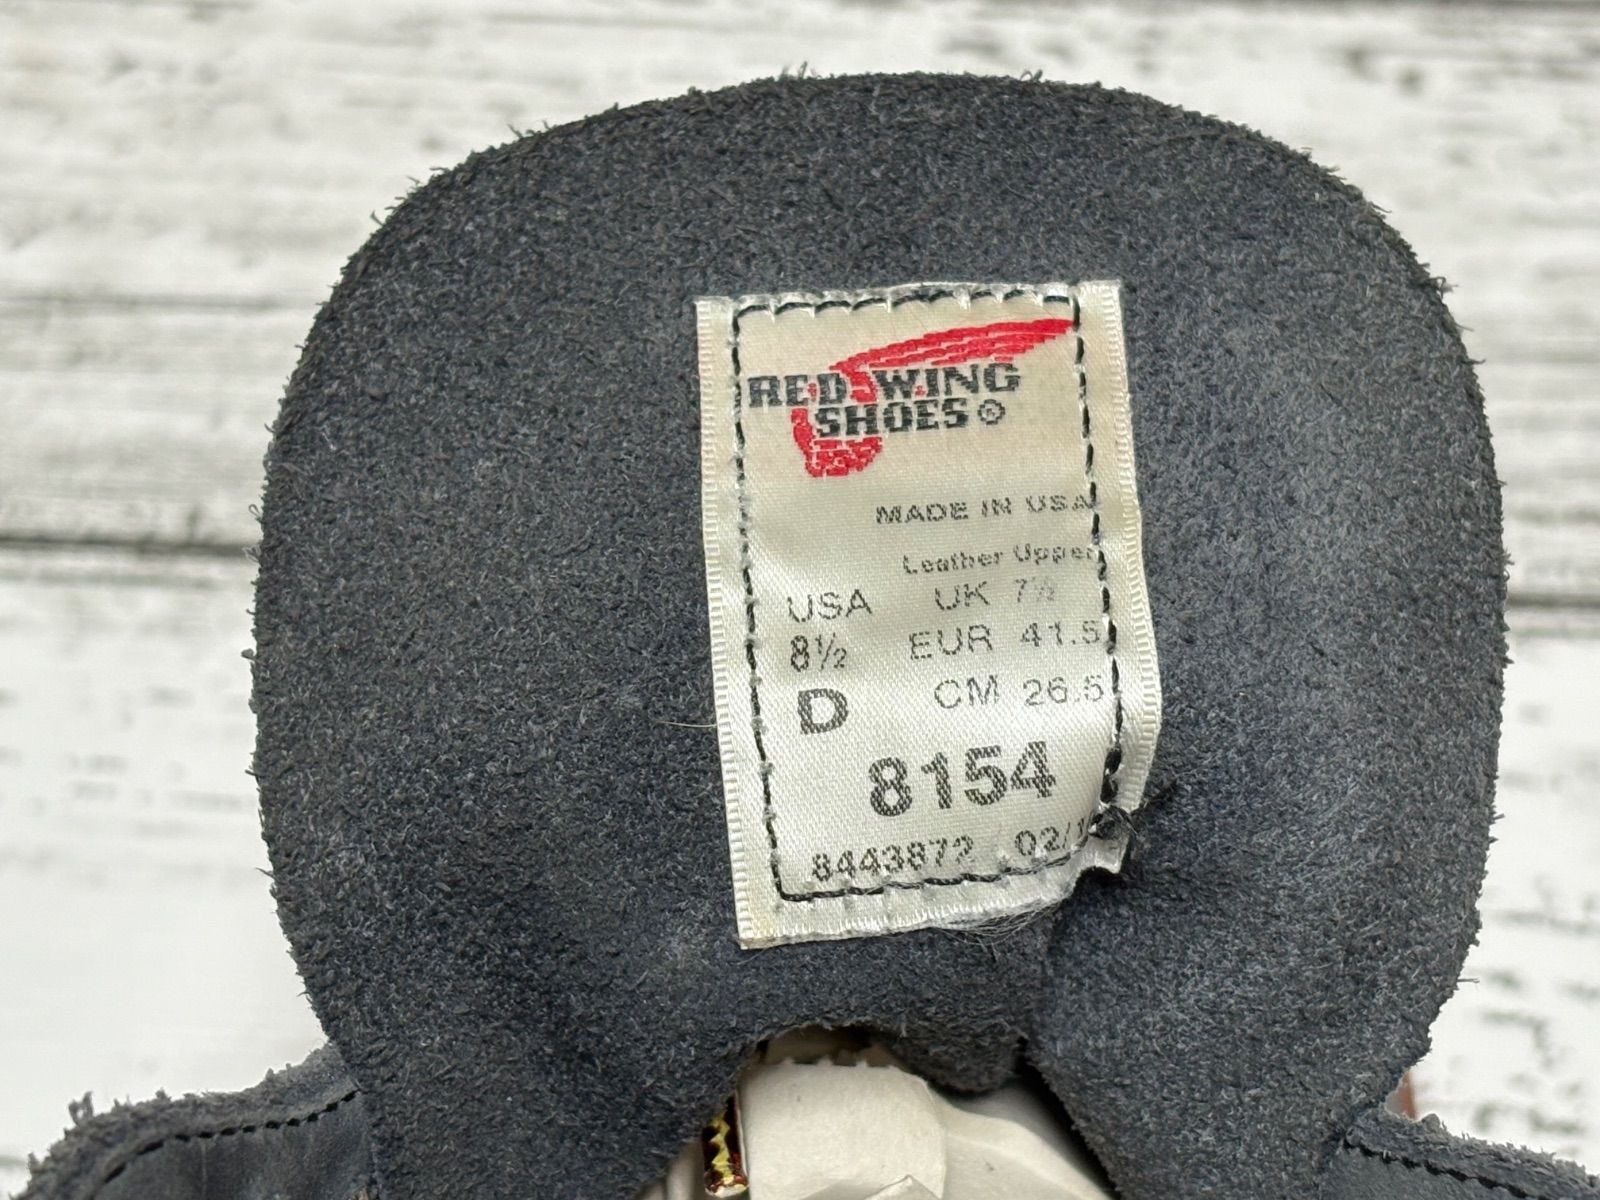 RED WING
SHOES®
MADE IN USA
Leather Upper
USA UK 7½
8½ EUR 41.5
D CM 26.5
8154
8443872